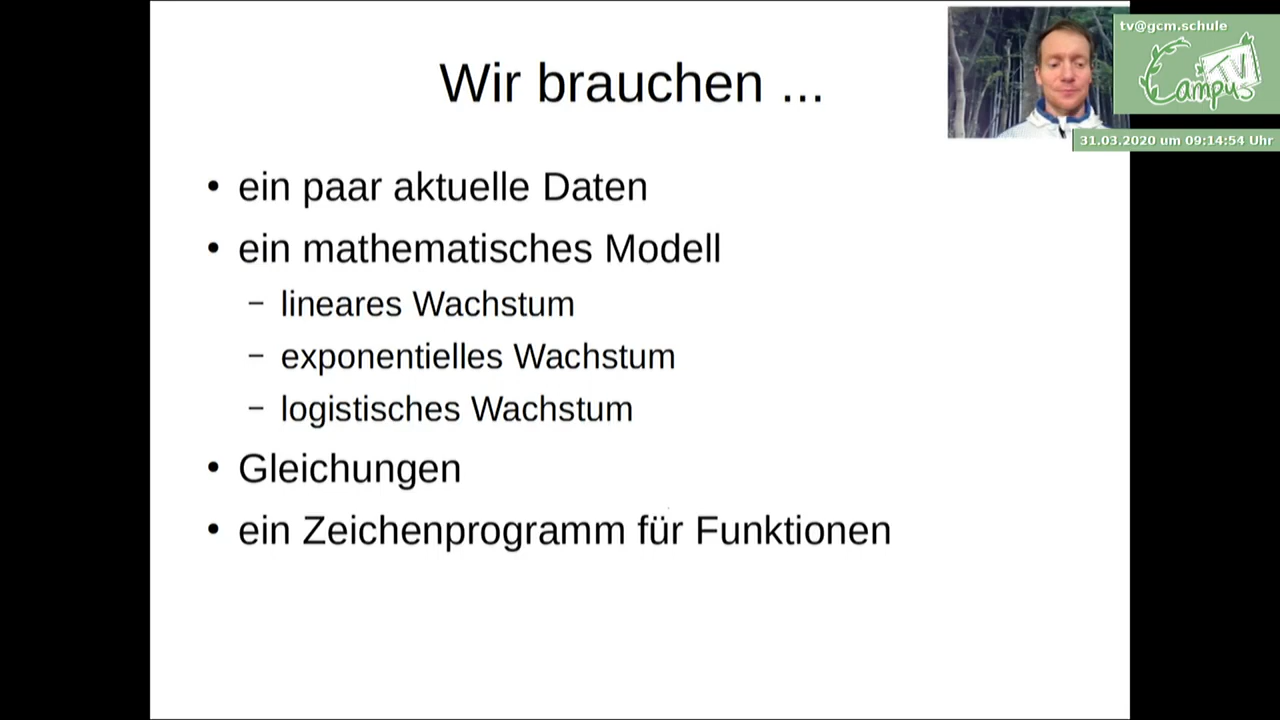 Wir brauchen ...
tv@gcm.schule
Campus TV
31.03.2020 um 09:14:54 Uhr
• ein paar aktuelle Daten
• ein mathematisches Modell
– lineares Wachstum
– exponentielles Wachstum
– logistisches Wachstum
• Gleichungen
• ein Zeichenprogramm für Funktionen